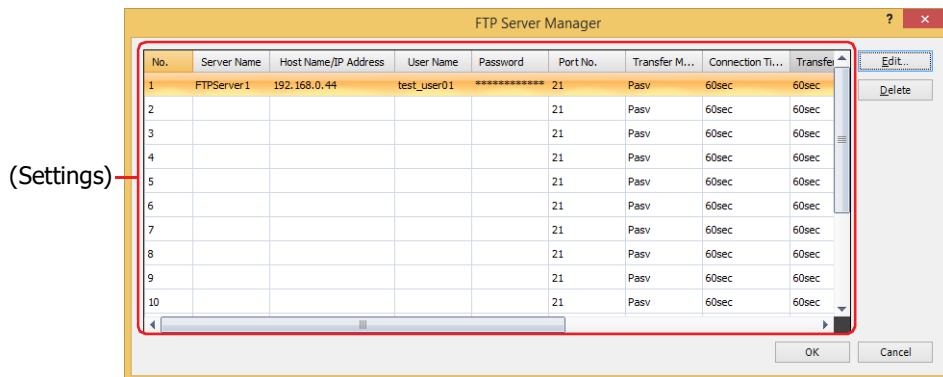 FTP Server Manager ? ×
No. Server Name Host Name/IP Address User Name Password Port No. Transfer M... Connection Ti... Transfer Edit...
1 FTPServer1 192.168.0.44 test_user01 ************ 21 Pasv 60sec 60sec Delete
2 21 Pasv 60sec 60sec
3 21 Pasv 60sec 60sec
4 21 Pasv 60sec 60sec
(Settings)
5 21 Pasv 60sec 60sec
6 21 Pasv 60sec 60sec
7 21 Pasv 60sec 60sec
8 21 Pasv 60sec 60sec
9 21 Pasv 60sec 60sec
10 21 Pasv 60sec 60sec
OK Cancel